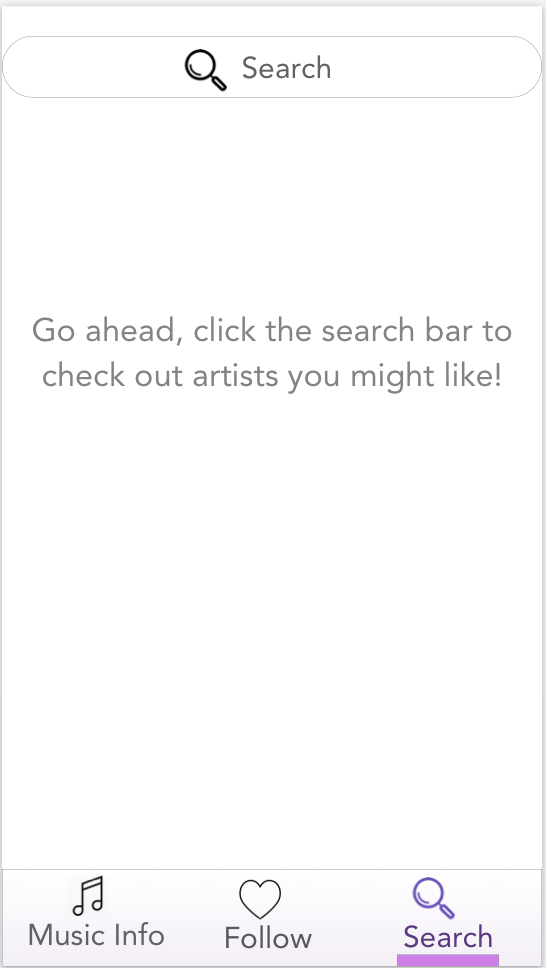 Search
Go ahead, click the search bar to
check out artists you might like!
Music Info
Follow
Search